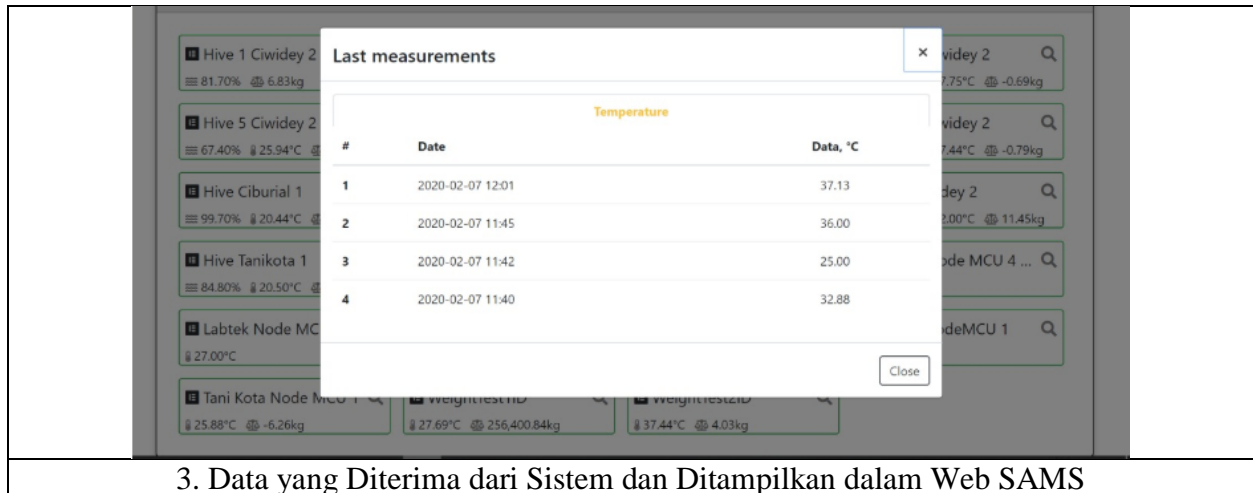 Hive 1 Ciwidey 2
81.70% 6.83kg
Hive 5 Ciwidey 2
67.40% 25.94°C
Hive Ciburial 1
99.70% 20.44°C
Hive Tanikota 1
84.80% 20.50°C
Labtek Node MC
27.00°C
Tani Kota Node MCU 1
25.88°C -6.26kg
Last measurements
×
Temperature
# Date Data, °C
1 2020-02-07 12:01 37.13
2 2020-02-07 11:45 36.00
3 2020-02-07 11:42 25.00
4 2020-02-07 11:40 32.88
Close
27.69°C 256,400.84kg
37.44°C 4.03kg
widey 2
7.75°C -0.69kg
widey 2
7.44°C -0.79kg
dey 2
2.00°C 11.45kg
ode MCU 4 ...
odeMCU 1
3. Data yang Diterima dari Sistem dan Ditampilkan dalam Web SAMS